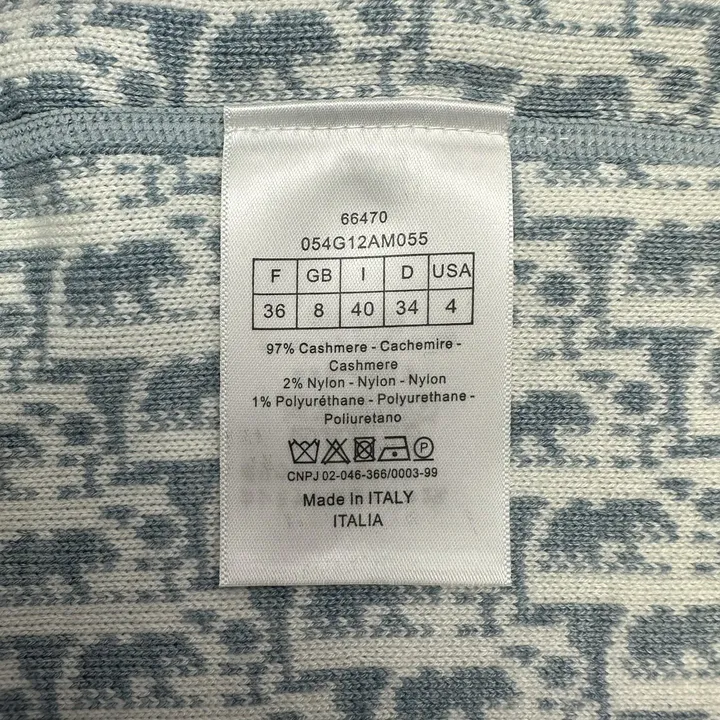 66470
054G12AM055
F GB I D USA
36 8 40 34 4
97% Cashmere - Cachemire -
Cashmere
2% Nylon - Nylon - Nylon
1% Polyuréthane - Polyurethane -
Poliuretano
P
CNPJ 02-046-366/0003-99
Made In ITALY
ITALIA